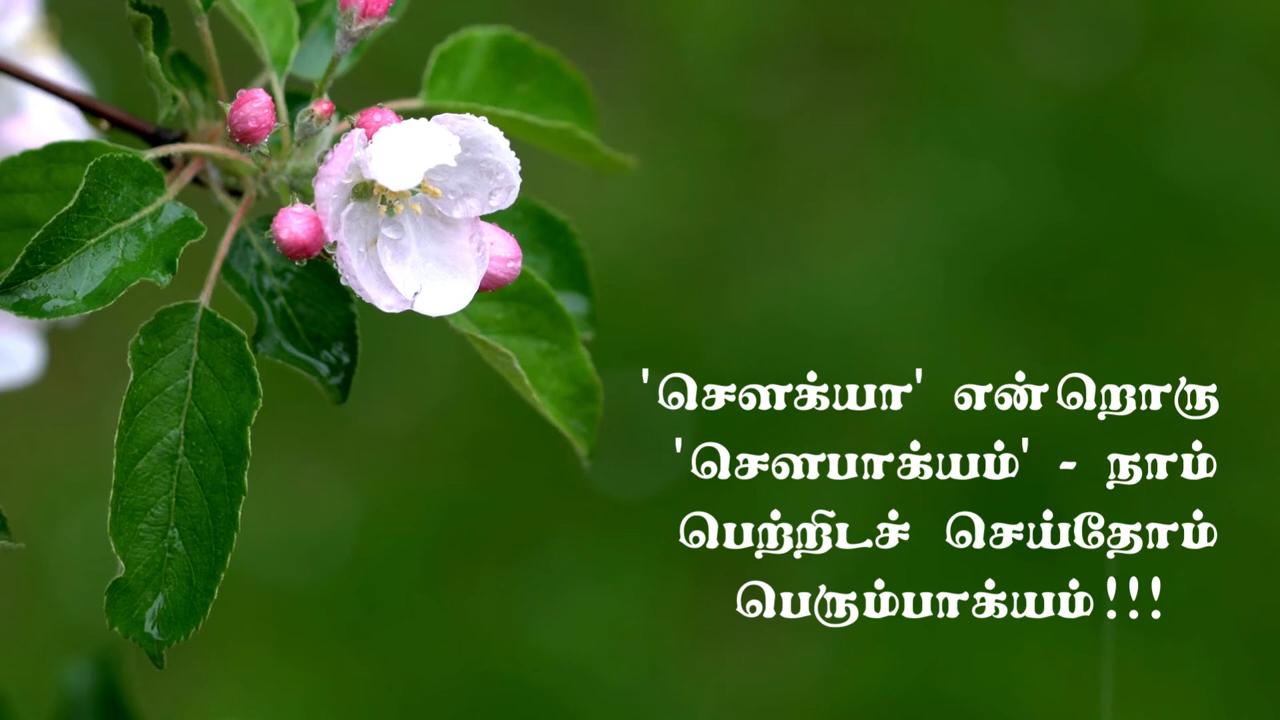 'சௌக்யா' என்றொரு
'சௌபாக்யம்' - நாம்
பெற்றிடச் செய்தோம்
பெரும்பாக்யம்!!!